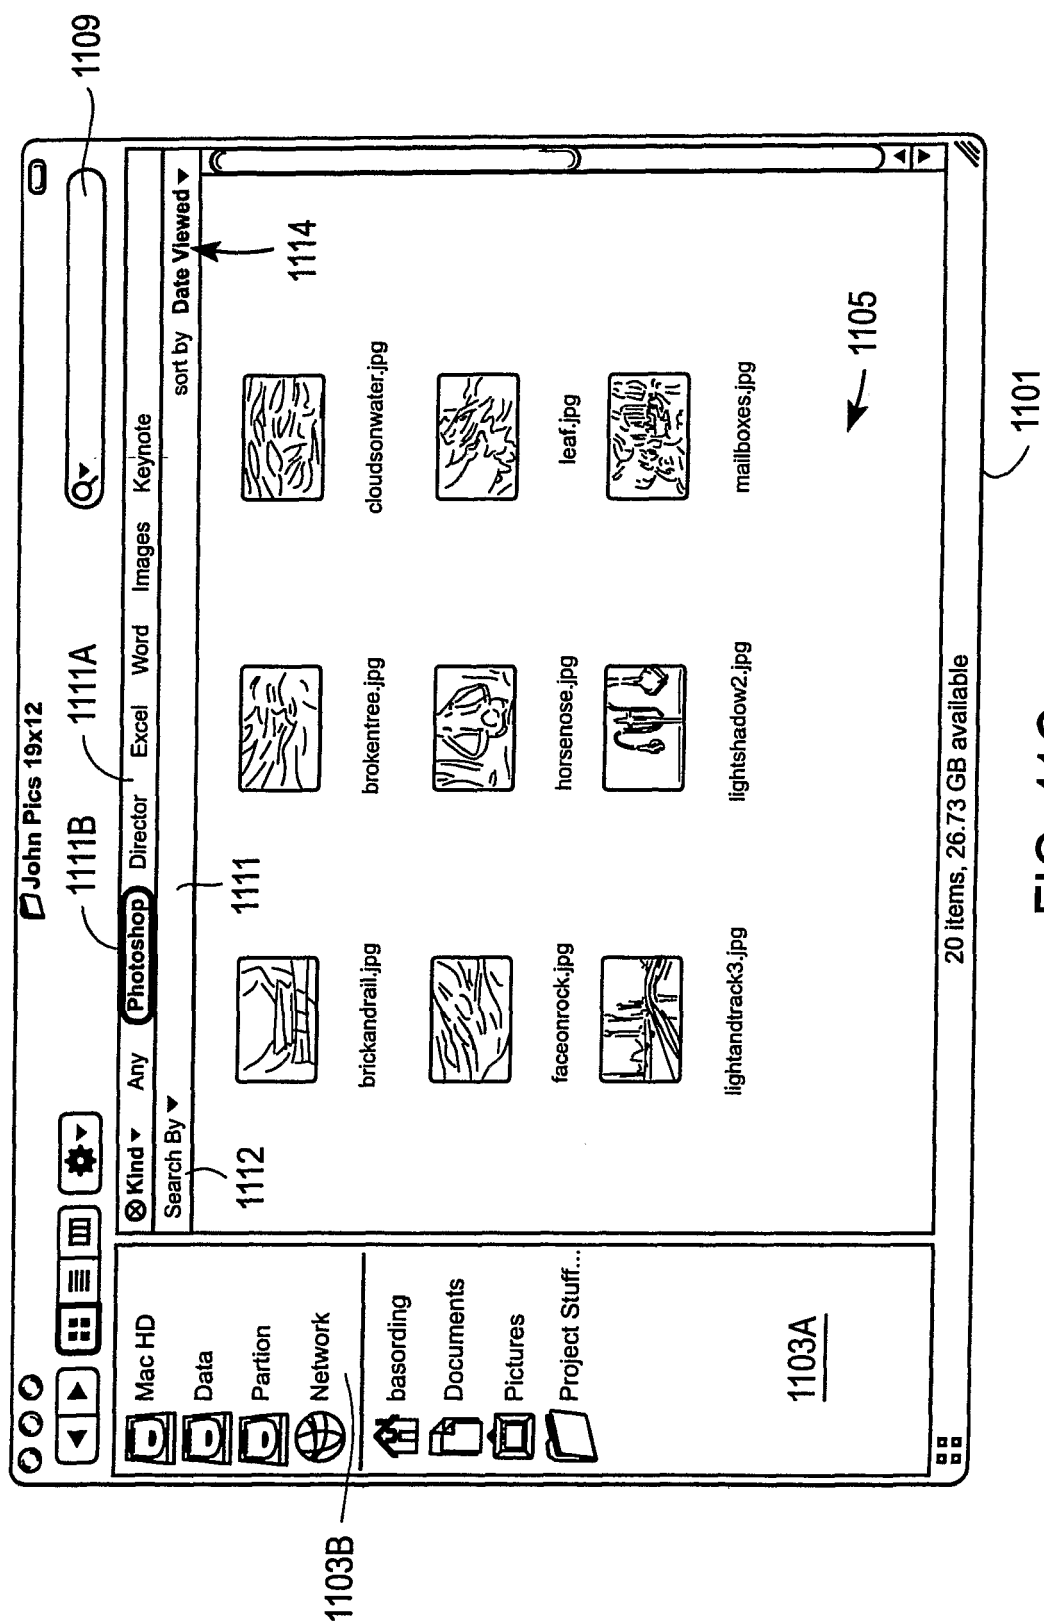 1109
John Pics 19x12
1111B
1111A
Kind Any Photoshop Director Excel Word Images Keynote
Search By
sort by Date Viewed
1112
1111
1114
Mac HD
Data
Partion
Network
1103B
basording
Documents
Pictures
Project Stuff...
1103A
brickandrail.jpg
brokentree.jpg
cloudsonwater.jpg
faceonrock.jpg
horsenose.jpg
leaf.jpg
lightandtrack3.jpg
lightshadow2.jpg
mailboxes.jpg
1105
20 items, 26.73 GB available
1101